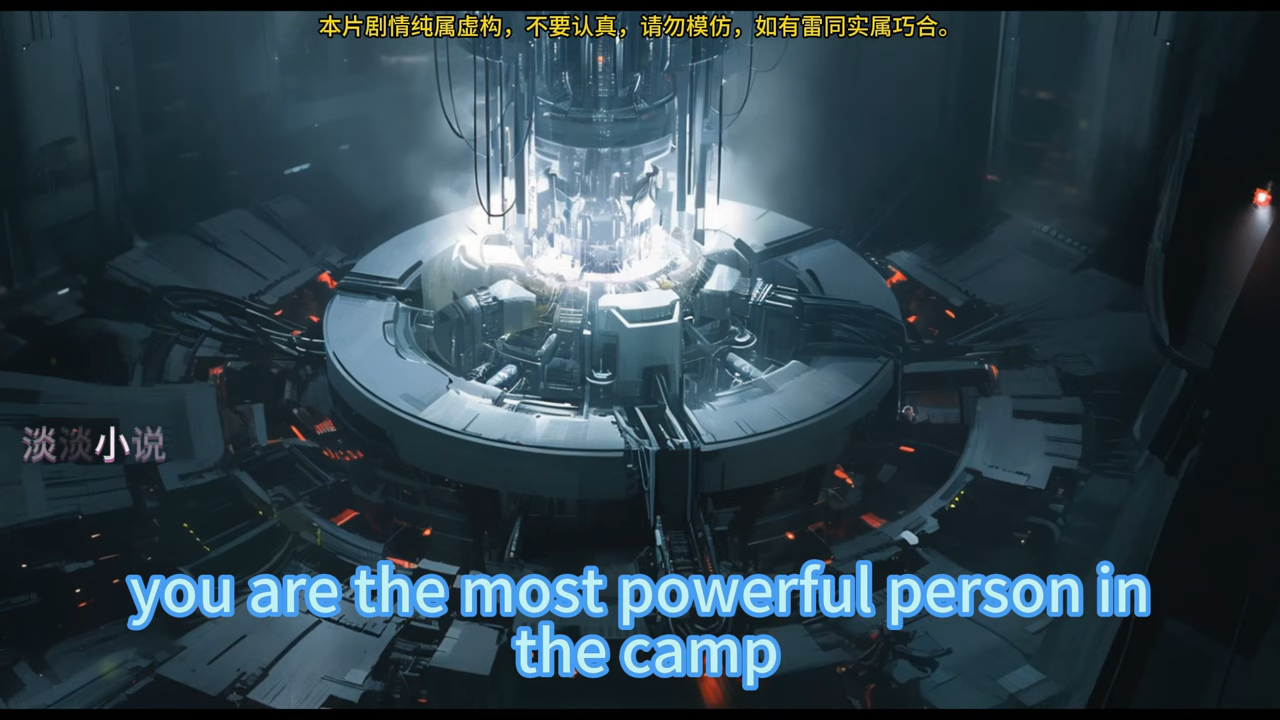 本片剧情纯属虚构，不要认真，请勿模仿，如有雷同实属巧合。
淡淡小说
you are the most powerful person in
the camp